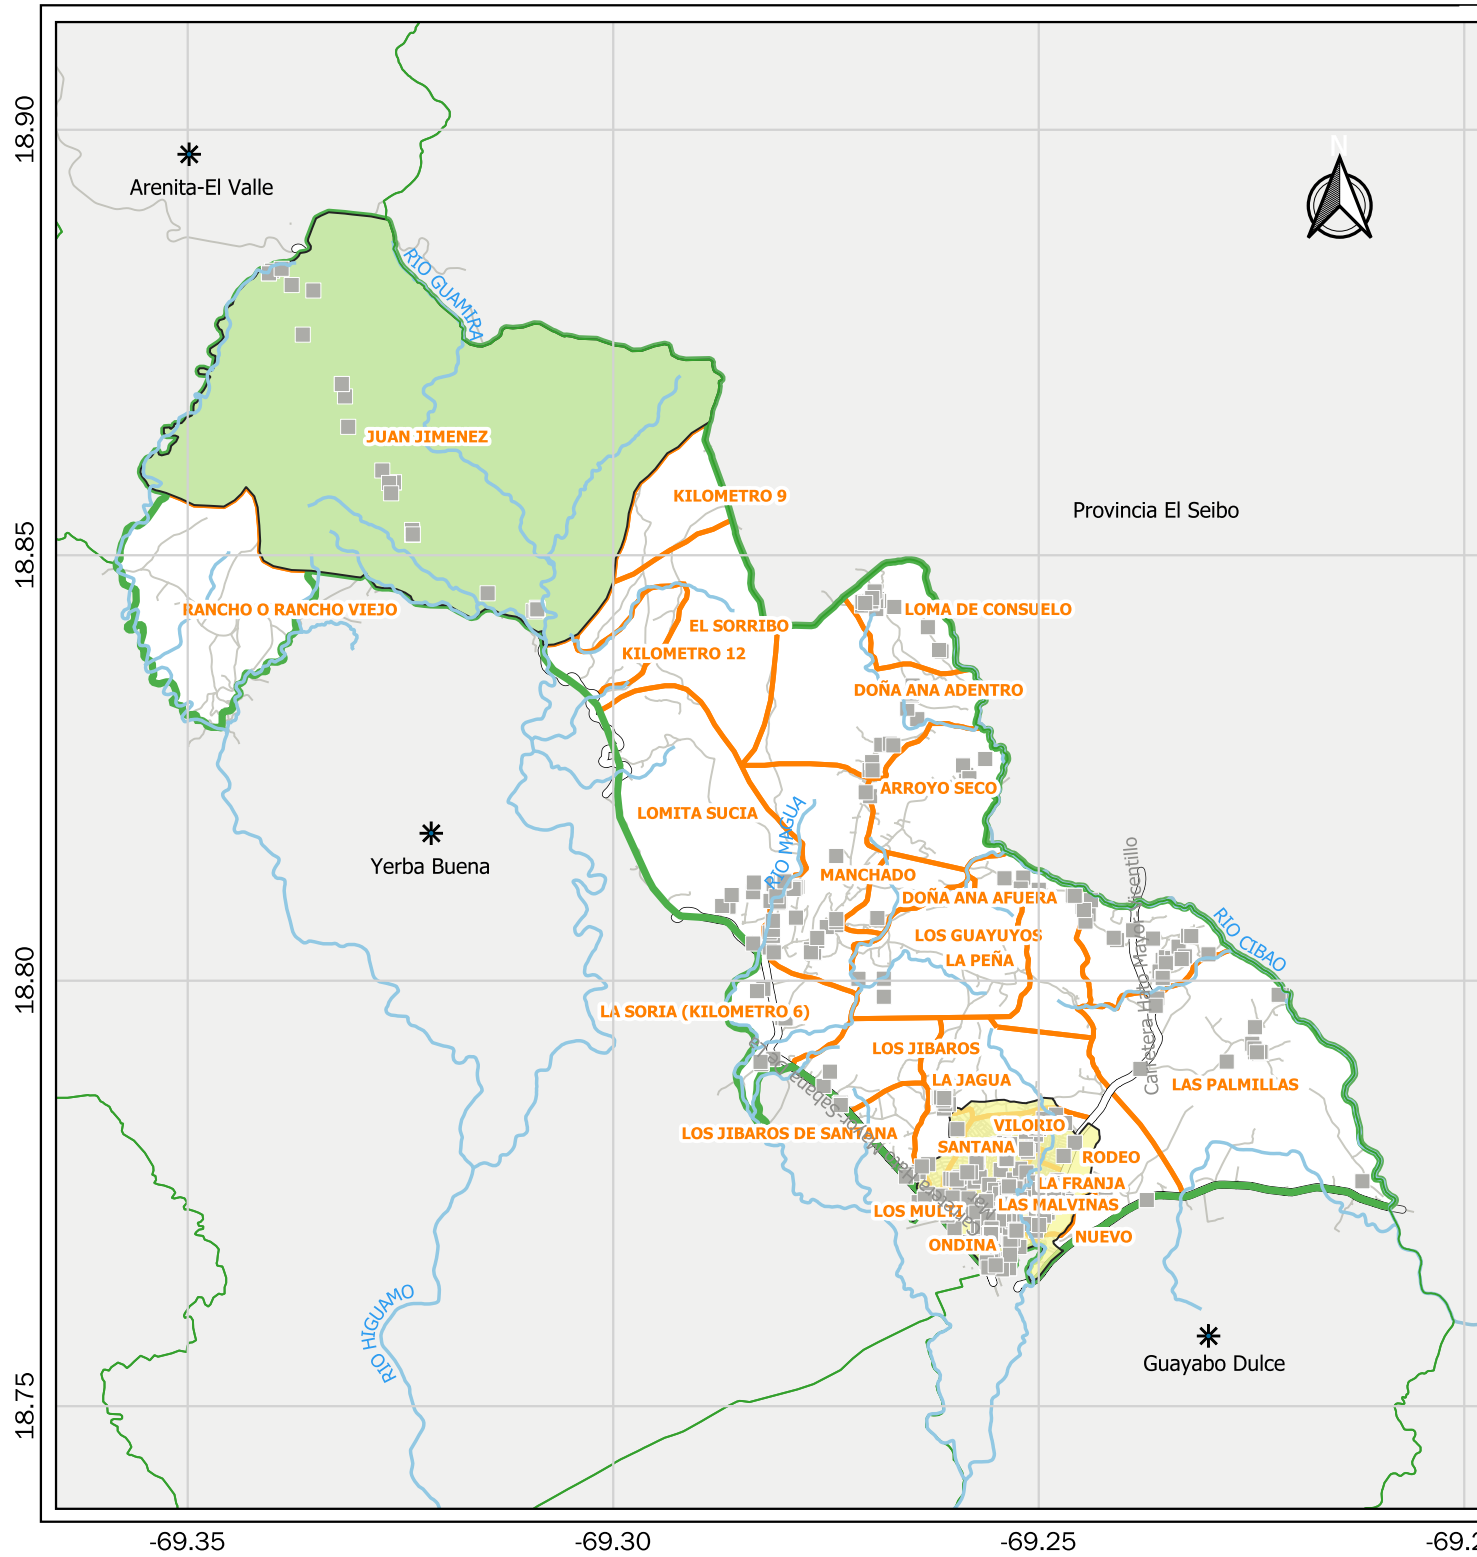 18.90
N
Arenita-El Valle
RIO GUAMIRA
JUAN JIMENEZ
KILOMETRO 9
Provincia El Seibo
18.85
RANCHO O RANCHO VIEJO
LOMA DE CONSUELO
EL SORRIBO
KILOMETRO 12
DOÑA ANA ADENTRO
ARROYO SECO
LOMITA SUCIA
RIO MAGUA
Yerba Buena
MANCHADO
DOÑA ANA AFUERA
LOS GUAYUYOS
LA PEÑA
RIO CIBAO
18.80
LA SORIA (KILOMETRO 6)
LOS JIBAROS
LA JAGUA
LAS PALMILLAS
LOS JIBAROS DE SANTANA
VILORIO
SANTANA
RODEO
LA FRANJA
LAS MALVINAS
LOS MULTI
NUEVO
ONDINA
RIO HIGUAMO
Guayabo Dulce
18.75
-69.35
-69.30
-69.25